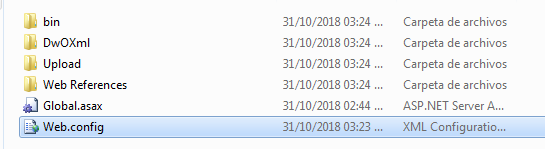 bin 31/10/2018 03:24 ... Carpeta de archivos
DwOXml 31/10/2018 03:24 ... Carpeta de archivos
Upload 31/10/2018 03:24 ... Carpeta de archivos
Web References 31/10/2018 03:24 ... Carpeta de archivos
Global.asax 31/10/2018 02:44 ... ASP.NET Server A...
Web.config 31/10/2018 03:23 ... XML Configuratio...